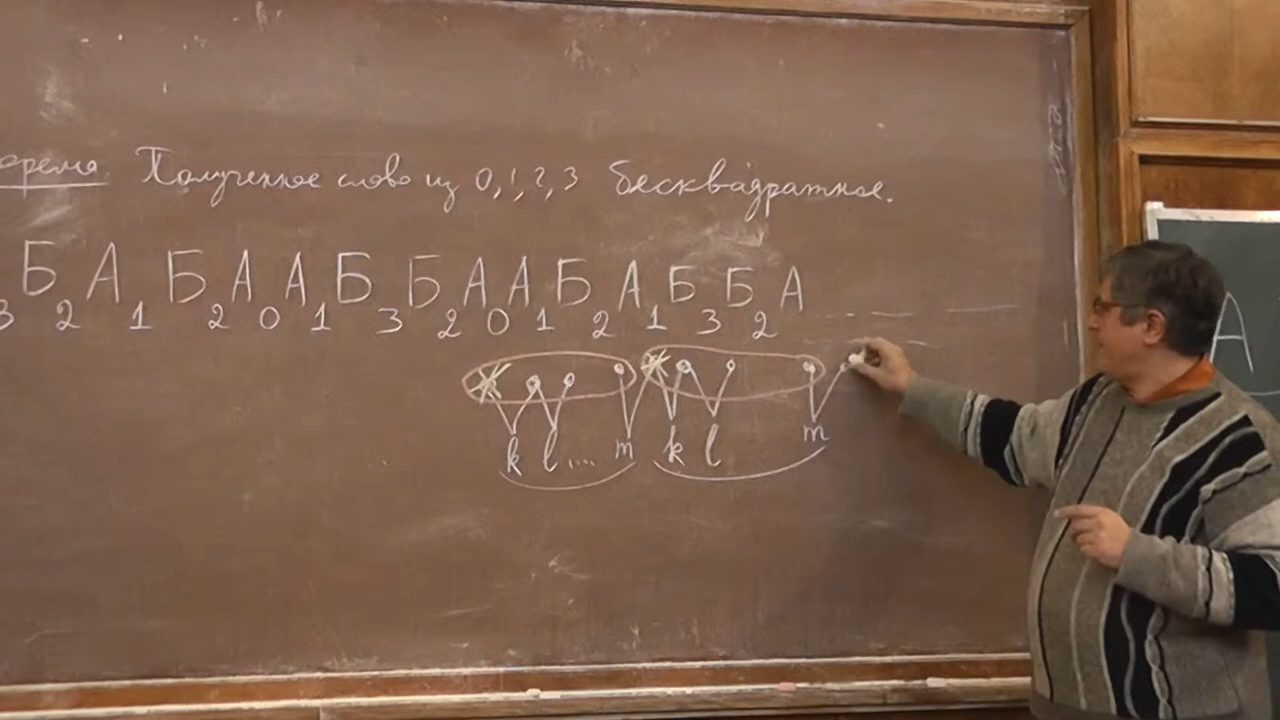 орема. Полученное слово из 0, 1, 2, 3 бесквадратное.
Б А Б А А Б Б А А Б А Б Б А
3 2 1 2 0 1 3 2 0 1 2 1 3 2
k l ... m k l m
А